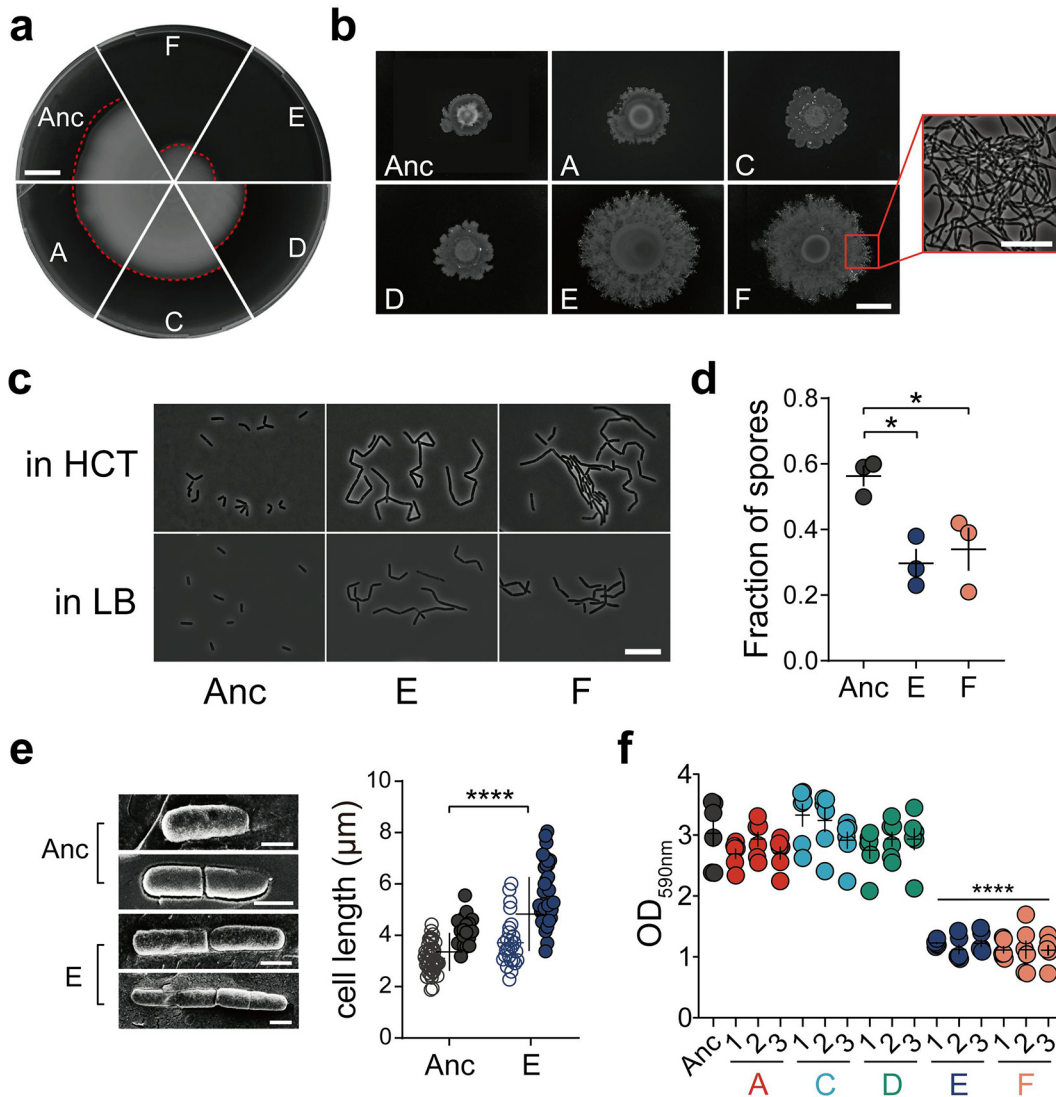 a
F
Anc
E
A
D
C
b
Anc
A
C
D
E
F
c
in HCT
in LB
Anc
E
F
d
Fraction of spores
0.8
0.6
0.4
0.2
0.0
*
*
Anc E F
e
Anc
E
cell length (µm)
10
8
6
4
2
0
****
Anc E
f
OD590nm
4
3
2
1
0
****
Anc 1 2 3 1 2 3 1 2 3 1 2 3 1 2 3
A C D E F